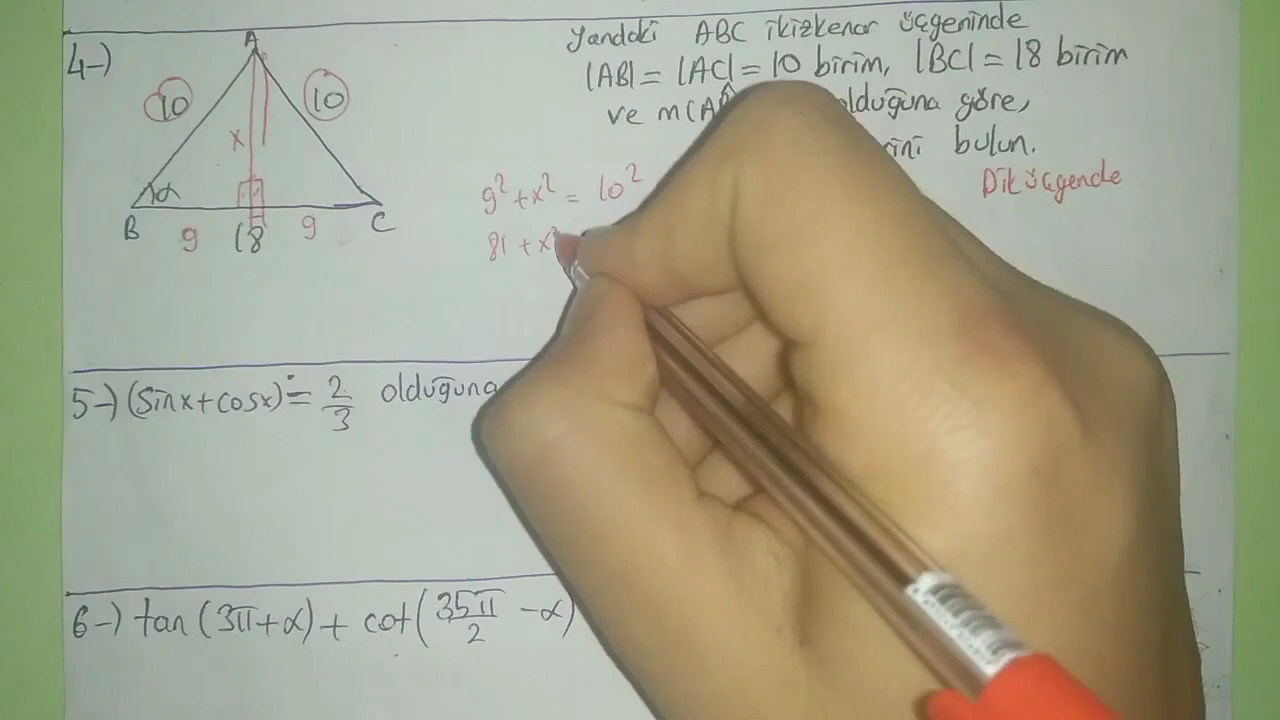 4-)
A
10
10
x
α
B
9
18
9
C
Yandaki ABC ikizkenar üçgeninde
|AB| = |AC| = 10 birim, |BC| = 18 birim
ve m(A olduğuna göre,
bulun.
Dik üçgende
9² + x² = 10²
81 + x²
5-) (sinx+cosx) = 2/3 olduğuna
6-) tan(3π+α) + cot(35π/2 -α)